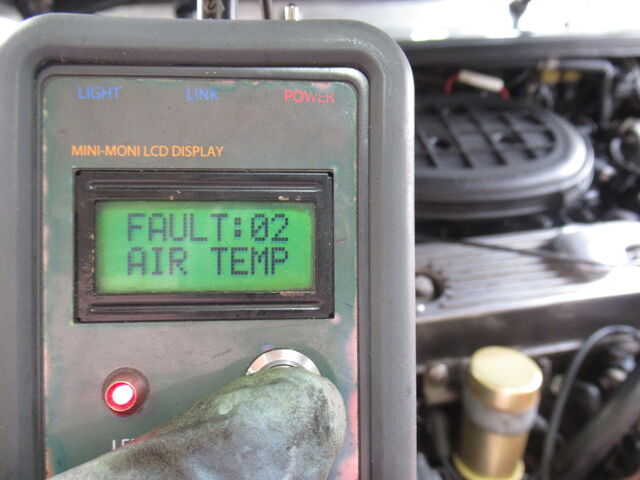 LIGHT LINK POWER
MINI-MONI LCD DISPLAY
FAULT:02
AIR TEMP